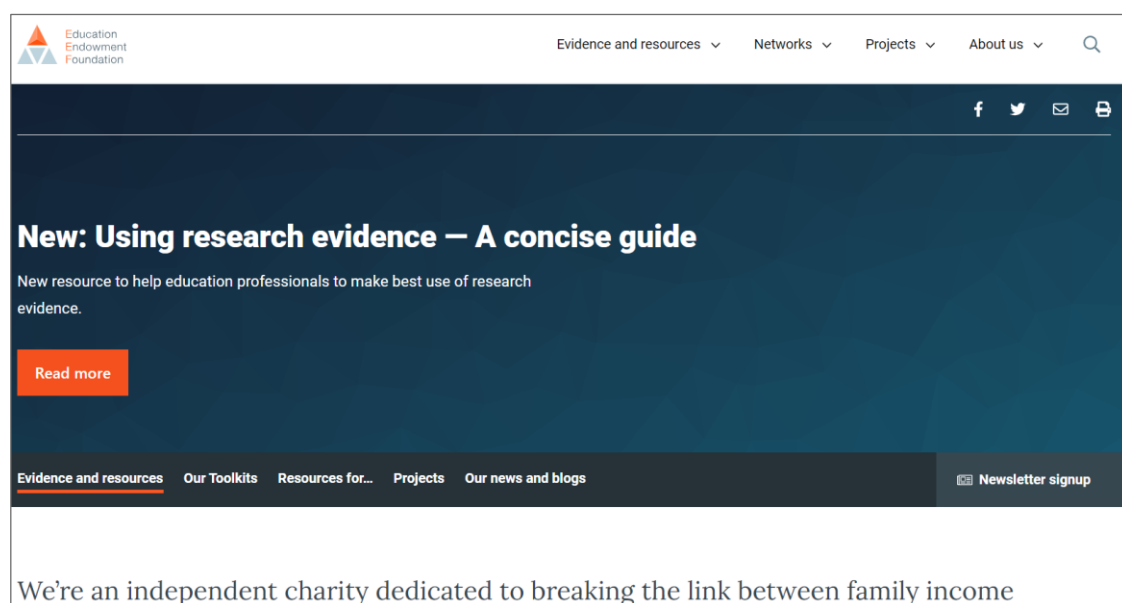 Education
Endowment
Foundation
Evidence and resources
Networks
Projects
About us
New: Using research evidence — A concise guide
New resource to help education professionals to make best use of research
evidence.
Read more
Evidence and resources
Our Toolkits
Resources for...
Projects
Our news and blogs
Newsletter signup
We're an independent charity dedicated to breaking the link between family income